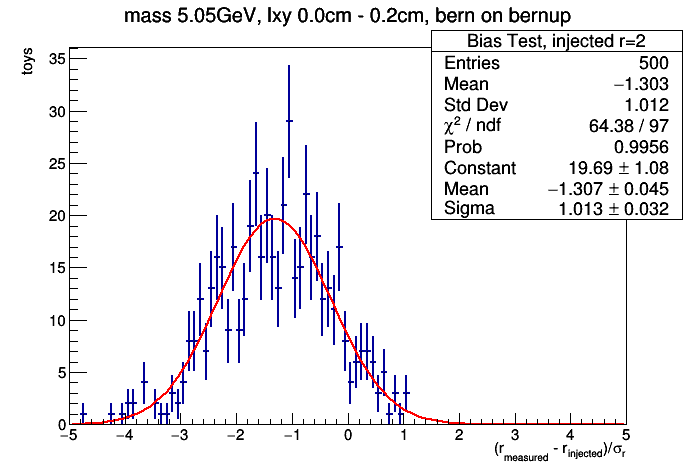 mass 5.05GeV, lxy 0.0cm - 0.2cm, bern on bernup
Bias Test, injected r=2
Entries 500
Mean −1.303
Std Dev 1.012
χ² / ndf 64.38 / 97
Prob 0.9956
Constant 19.69 ± 1.08
Mean −1.307 ± 0.045
Sigma 1.013 ± 0.032
toys
35
30
25
20
15
10
5
0
−5 −4 −3 −2 −1 0 1 2 3 4 5
(r_measured - r_injected)/σ_r